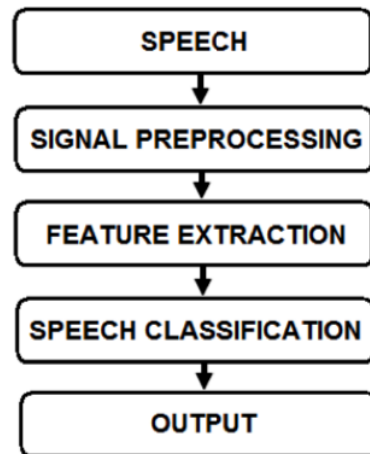 SPEECH
SIGNAL PREPROCESSING
FEATURE EXTRACTION
SPEECH CLASSIFICATION
OUTPUT